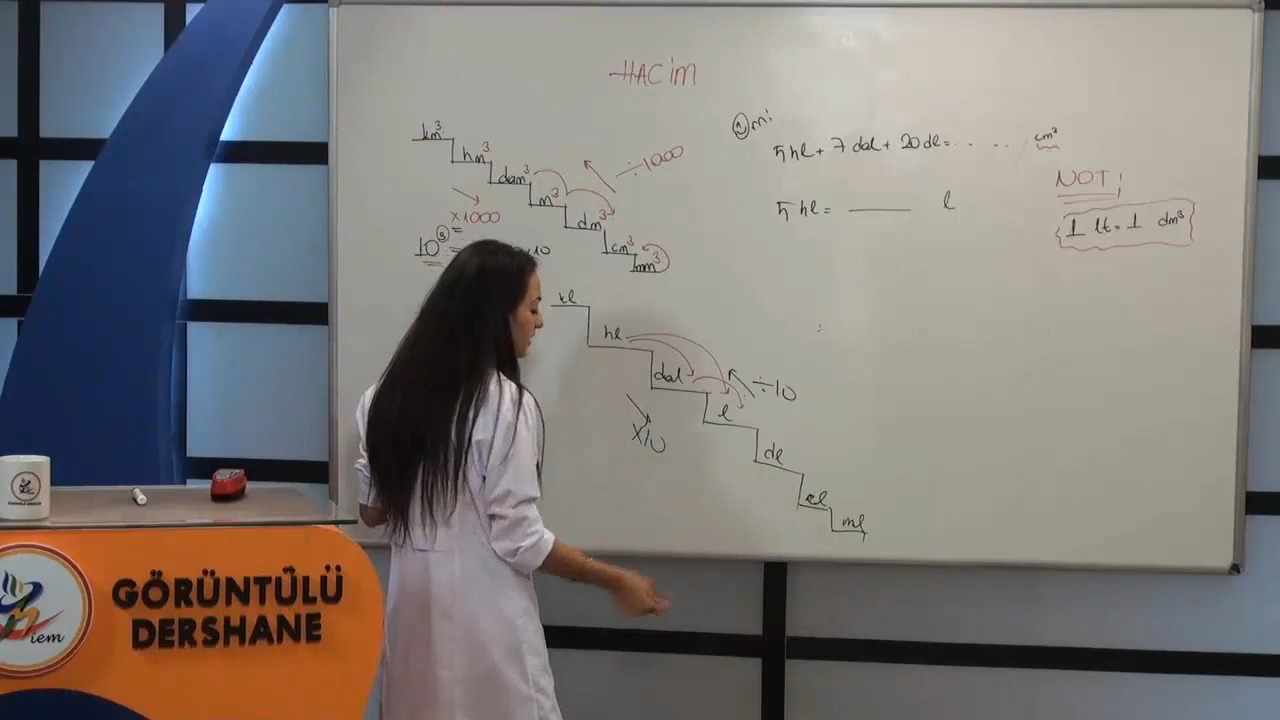 HACİM
km³
hm³
dam³
m³
dm³
cm³
mm³
÷1000
x1000
10³ =
kl
hl
dal
l
dl
cl
ml
÷10
x10
5 hl + 7 dal + 20 dl = . . . . . cm³
5 hl = ______ l
NOT;
1 lt = 1 dm³
GÖRÜNTÜLÜ
DERSHANE
iem